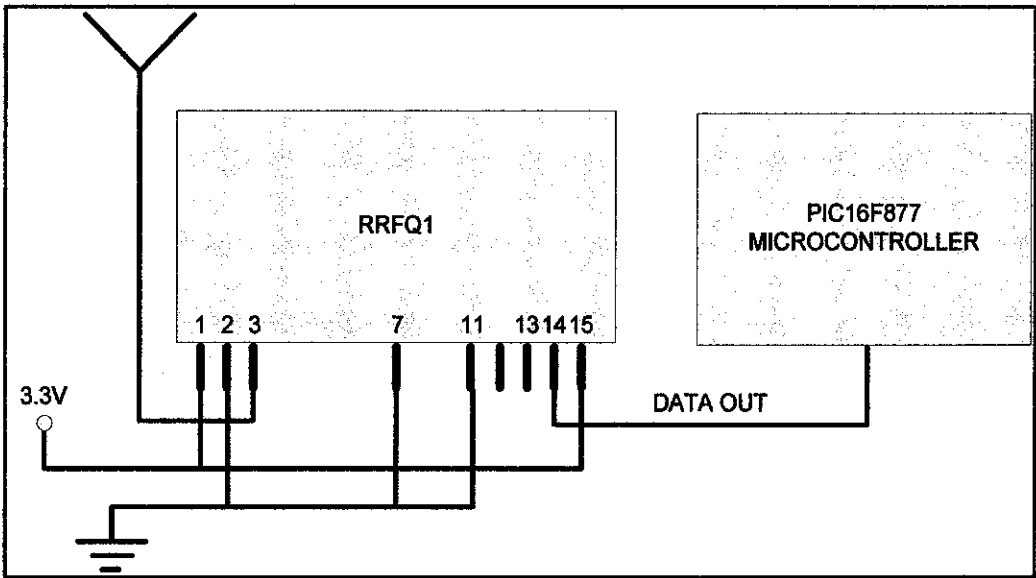 RRFQ1
PIC16F877
MICROCONTROLLER
1 2 3 7 11 13 14 15
3.3V
DATA OUT